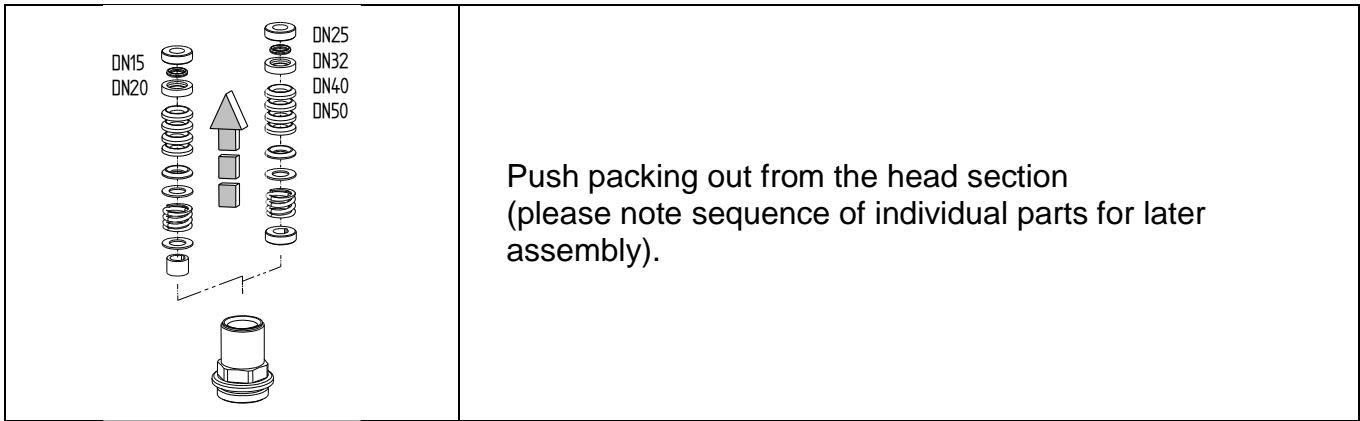 DN15
DN20
DN25
DN32
DN40
DN50
Push packing out from the head section
(please note sequence of individual parts for later
assembly).